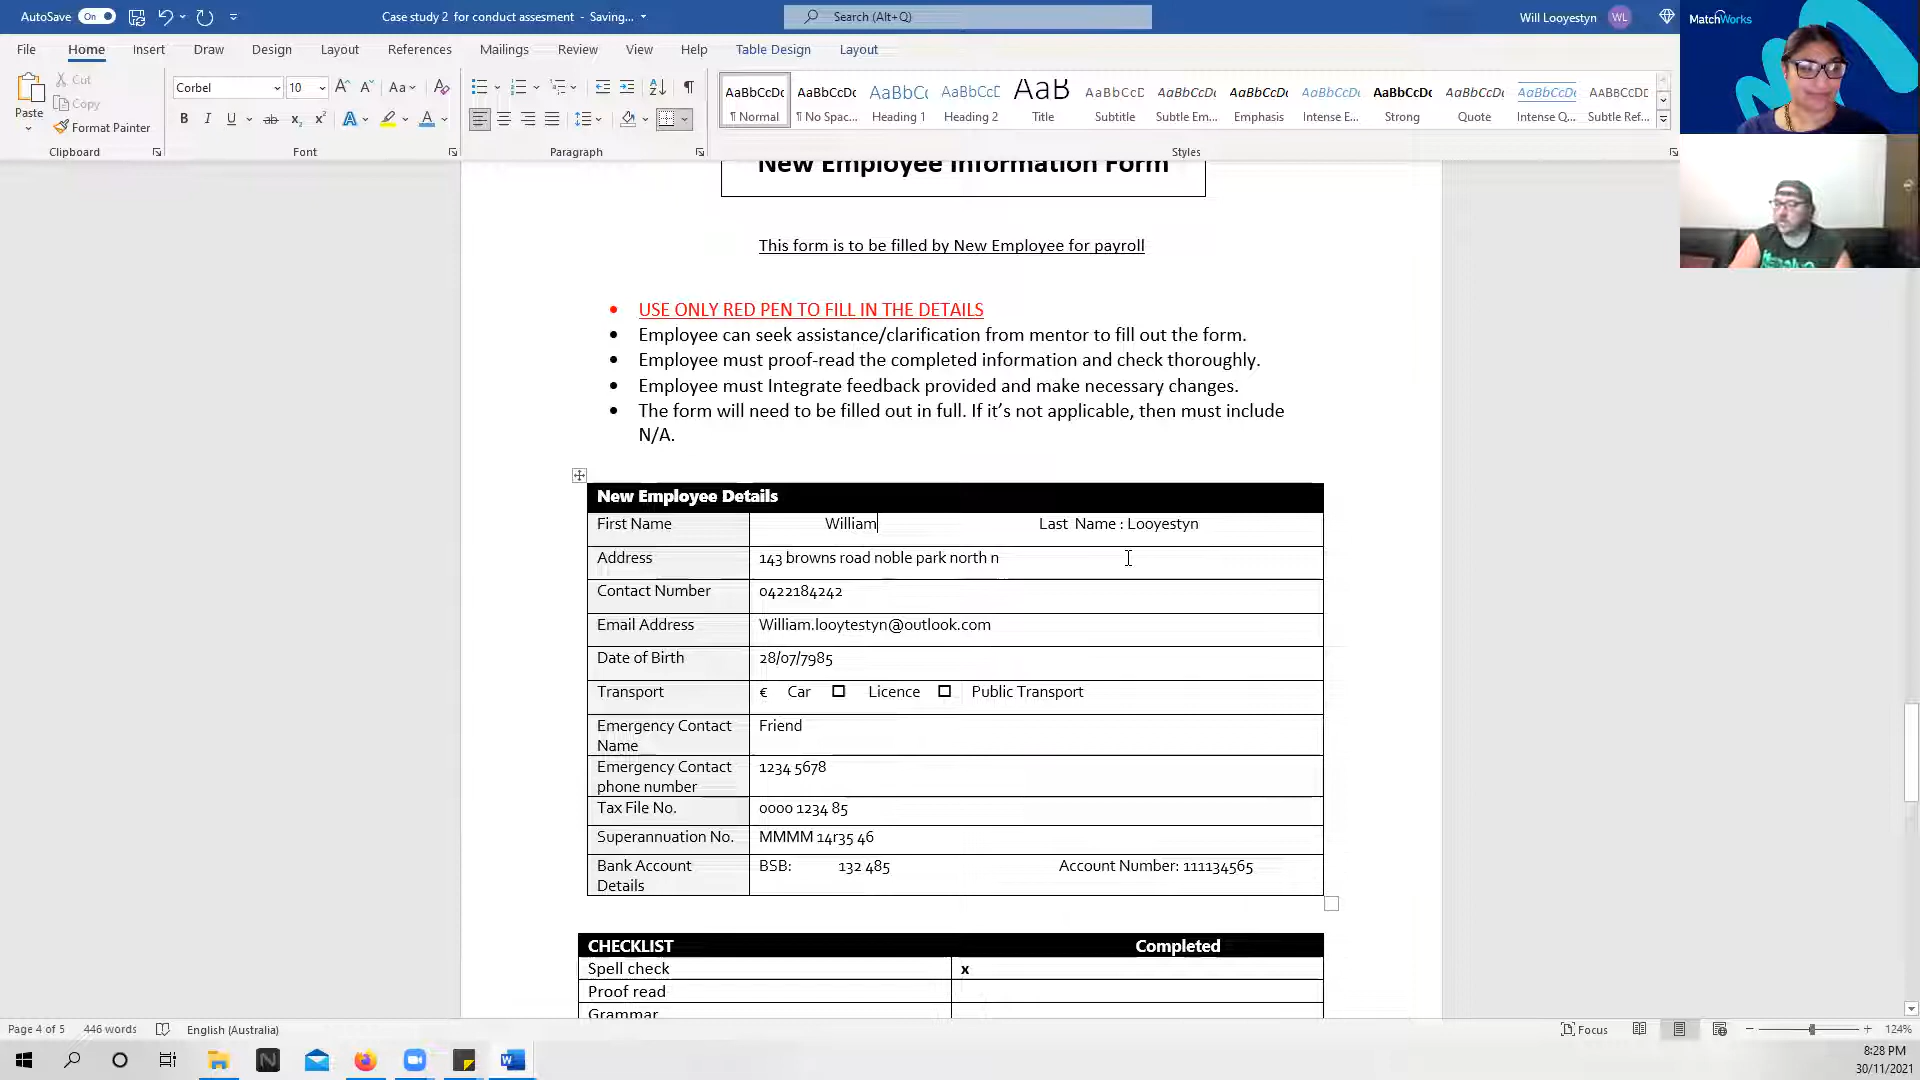 AutoSave On Case study 2 for conduct assesment - Saving... Search (Alt+Q) Will Looyestyn WL MatchWorks
File Home Insert Draw Design Layout References Mailings Review View Help Table Design Layout
Cut
Copy
Paste
Format Painter
Corbel 10
AaBbCcDc AaBbCcDc AaBbCc AaBbCcE AaB AaBbCcD AaBbCcDc AaBbCcDc AaBbCcDc AaBbCcDc AaBbCcDc AaBbCcDc AABBCCDE
¶ Normal ¶ No Spac... Heading 1 Heading 2 Title Subtitle Subtle Em... Emphasis Intense E... Strong Quote Intense Q... Subtle Ref...
Clipboard Font Paragraph Styles
New Employee Information Form
This form is to be filled by New Employee for payroll
• USE ONLY RED PEN TO FILL IN THE DETAILS
• Employee can seek assistance/clarification from mentor to fill out the form.
• Employee must proof-read the completed information and check thoroughly.
• Employee must Integrate feedback provided and make necessary changes.
• The form will need to be filled out in full. If it’s not applicable, then must include
N/A.
New Employee Details
First Name William Last Name : Looyestyn
Address 143 browns road noble park north n
Contact Number 0422184242
Email Address William.looytestyn@outlook.com
Date of Birth 28/07/7985
Transport € Car ☐ Licence ☐ Public Transport
Emergency Contact Name Friend
Emergency Contact phone number 1234 5678
Tax File No. 0000 1234 85
Superannuation No. MMMM 14r35 46
Bank Account Details BSB: 132 485 Account Number: 111134565
CHECKLIST Completed
Spell check x
Proof read
Grammar
Page 4 of 5 446 words English (Australia) Focus 124%
8:28 PM
30/11/2021